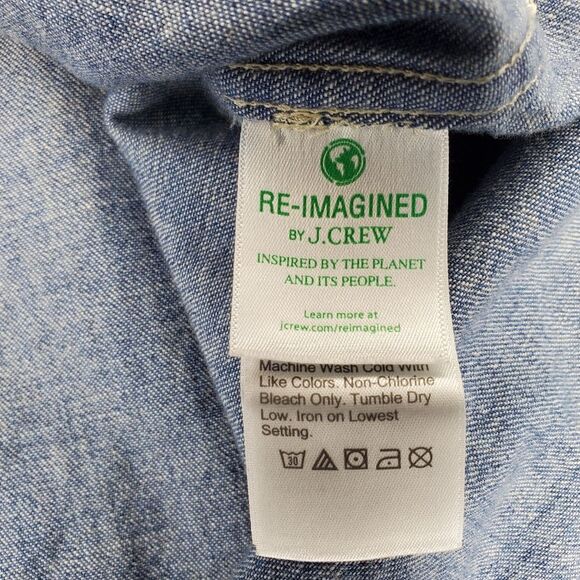 RE-IMAGINED
BY J.CREW
INSPIRED BY THE PLANET
AND ITS PEOPLE.
Learn more at
jcrew.com/reimagined
Machine Wash Cold With
Like Colors. Non-Chlorine
Bleach Only. Tumble Dry
Low. Iron on Lowest
Setting.
30